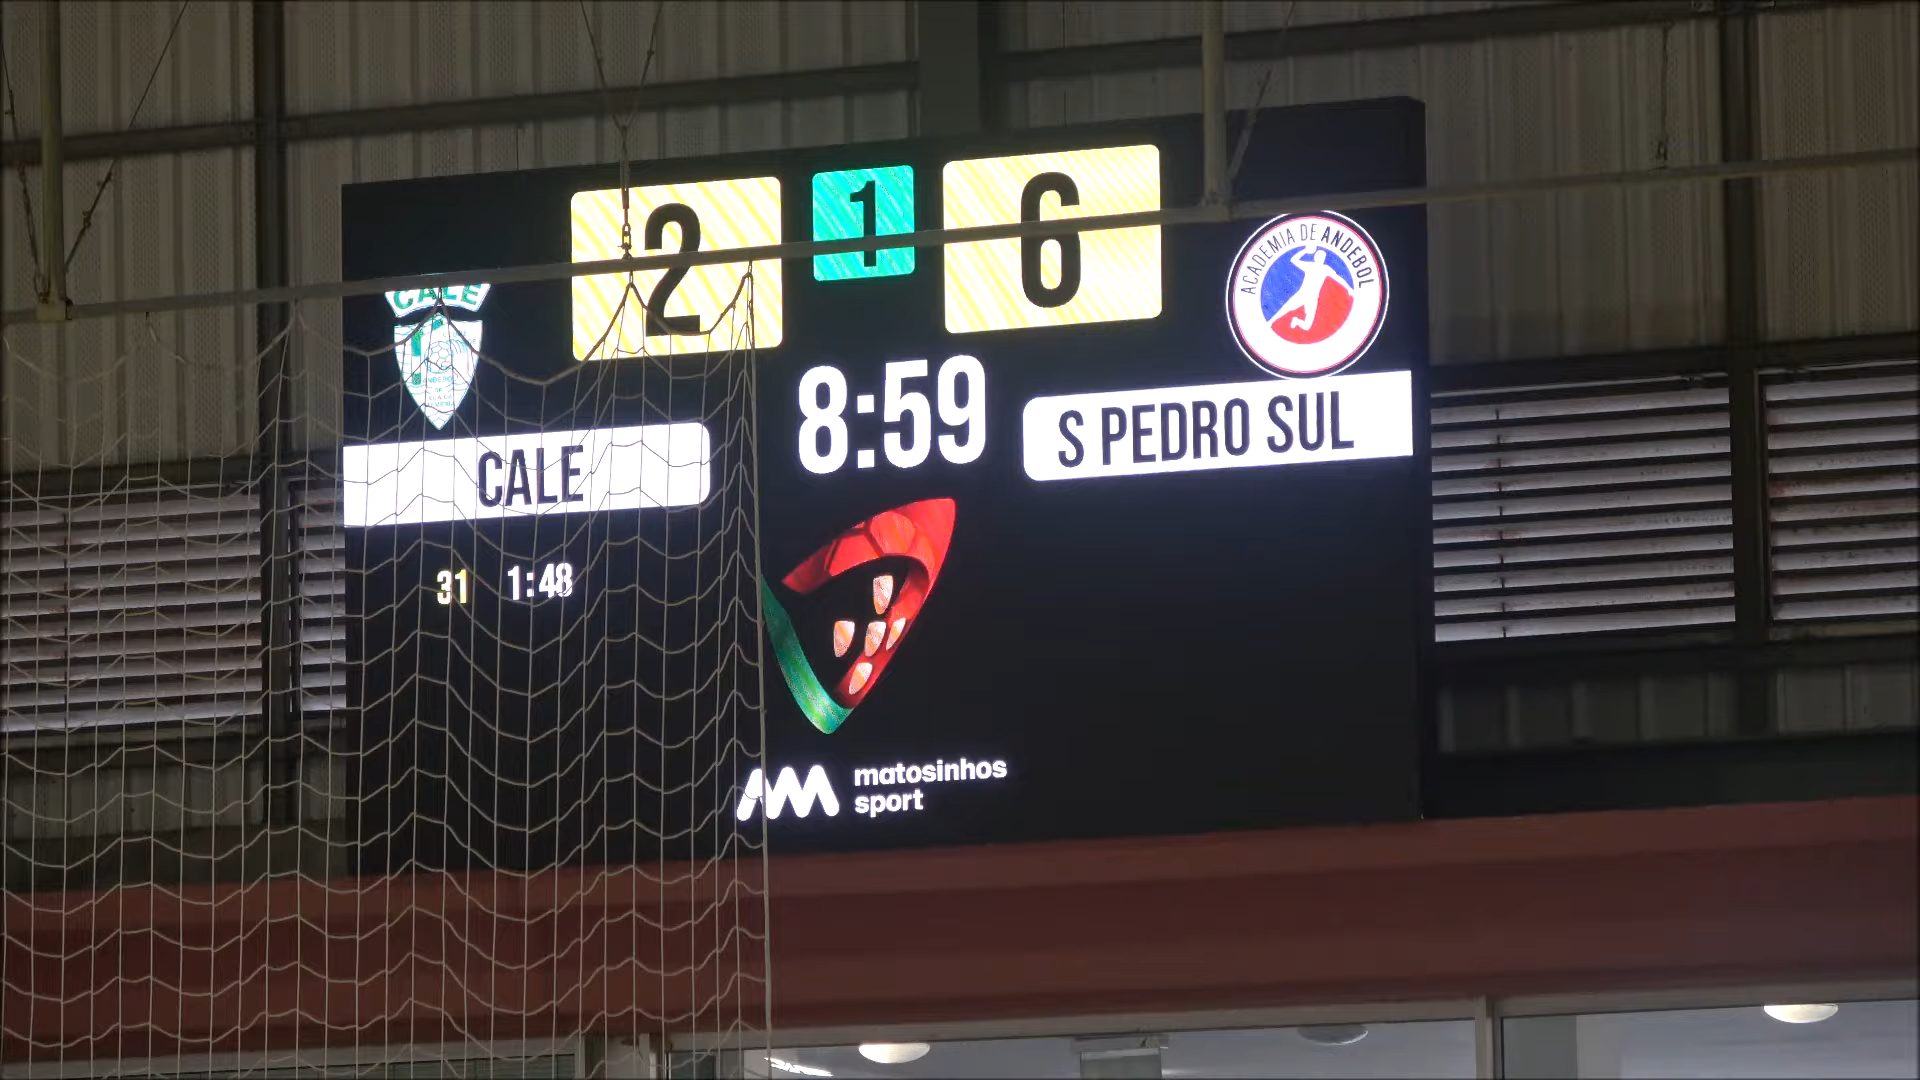 2 1 6
CALE
ACADEMIA DE ANDEBOL
8:59
CALE
S PEDRO SUL
31 1:48
matosinhos
sport